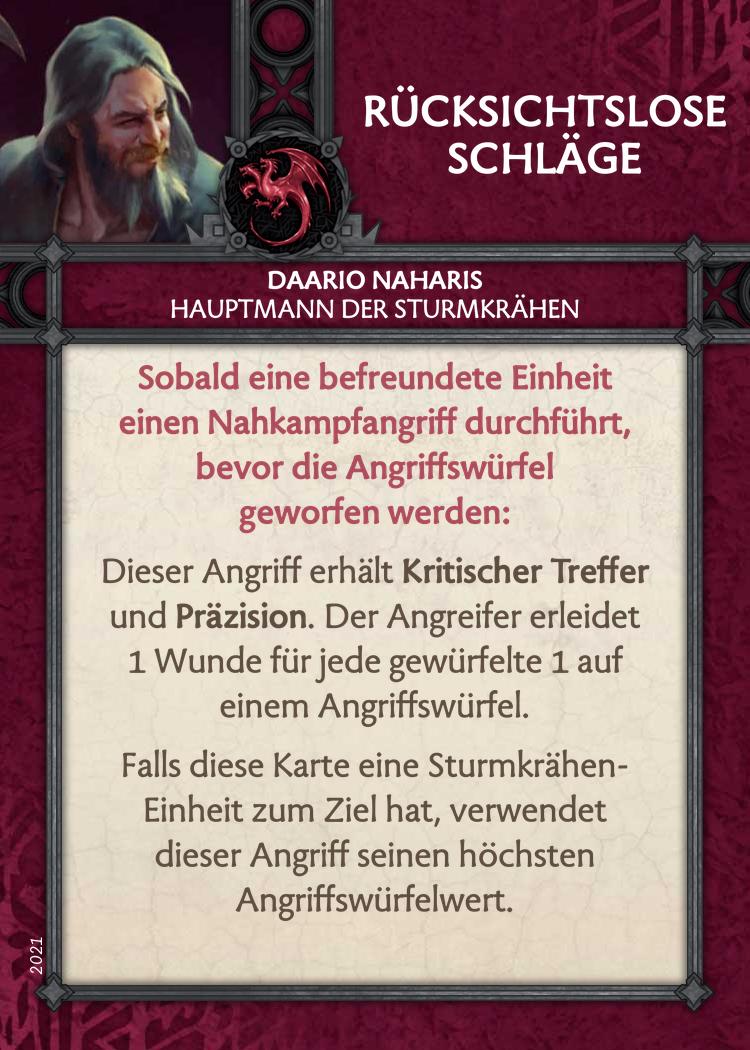 RÜCKSICHTSLOSE
SCHLÄGE
DAARIO NAHARIS
HAUPTMANN DER STURMKRÄHEN
Sobald eine befreundete Einheit
einen Nahkampfangriff durchführt,
bevor die Angriffswürfel
geworfen werden:
Dieser Angriff erhält Kritischer Treffer
und Präzision. Der Angreifer erleidet
1 Wunde für jede gewürfelte 1 auf
einem Angriffswürfel.
Falls diese Karte eine Sturmkrähen-
Einheit zum Ziel hat, verwendet
dieser Angriff seinen höchsten
Angriffswürfelwert.
2021